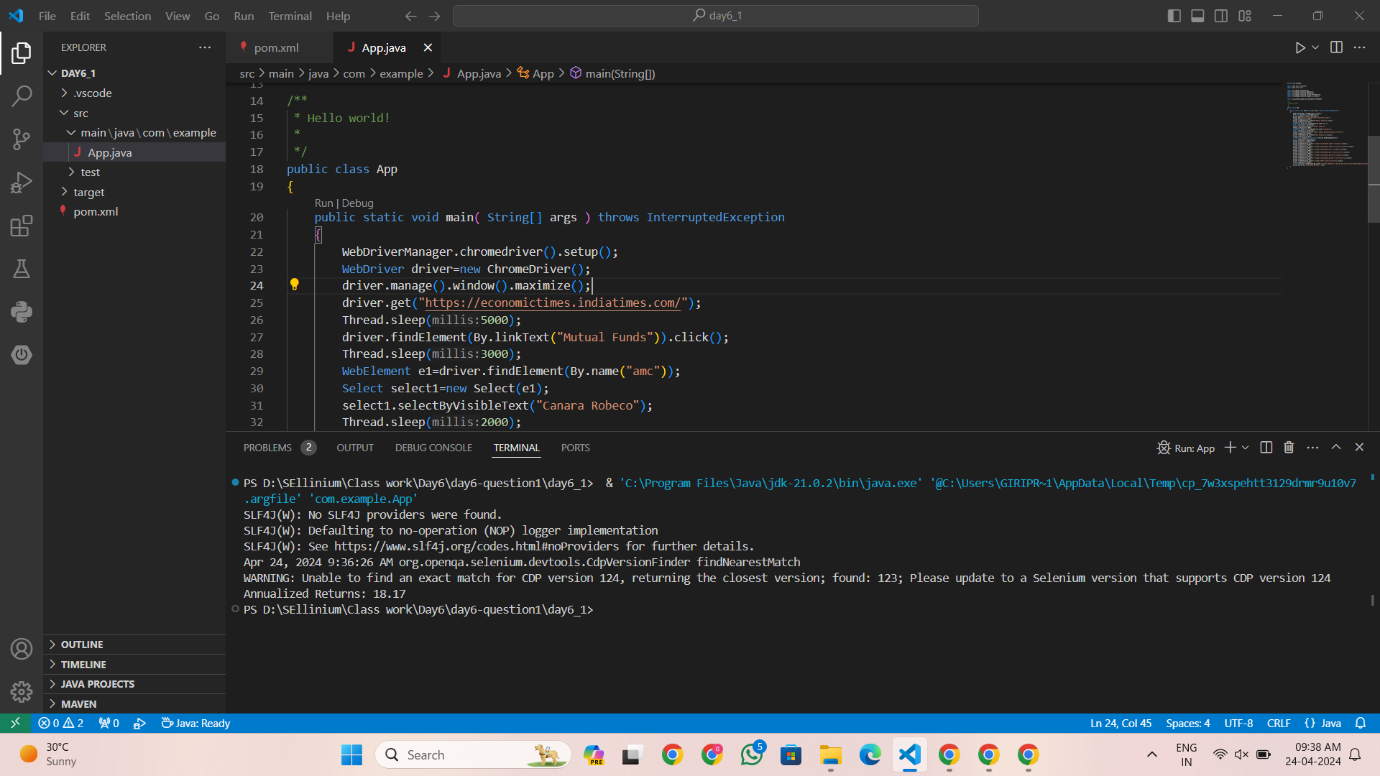 File Edit Selection View Go Run Terminal Help
day6_1
EXPLORER
DAY6_1
.vscode
src
main\java\com\example
App.java
test
target
pom.xml
OUTLINE
TIMELINE
JAVA PROJECTS
MAVEN
pom.xml App.java
src > main > java > com > example > App.java > App > main(String[])
13
14 /**
15 * Hello world!
16 *
17 */
18 public class App
19 {
Run | Debug
20 public static void main( String[] args ) throws InterruptedException
21 {
22 WebDriverManager.chromedriver().setup();
23 WebDriver driver=new ChromeDriver();
24 driver.manage().window().maximize();
25 driver.get("https://economictimes.indiatimes.com/");
26 Thread.sleep(millis:5000);
27 driver.findElement(By.linkText("Mutual Funds")).click();
28 Thread.sleep(millis:3000);
29 WebElement e1=driver.findElement(By.name("amc"));
30 Select select1=new Select(e1);
31 select1.selectByVisibleText("Canara Robeco");
32 Thread.sleep(millis:2000);
PROBLEMS 2 OUTPUT DEBUG CONSOLE TERMINAL PORTS
Run: App
PS D:\SEllinium\Class work\Day6\day6-question1\day6_1> & 'C:\Program Files\Java\jdk-21.0.2\bin\java.exe' '@C:\Users\GIRIPR~1\AppData\Local\Temp\cp_7w3xspehtt3129drmr9u10v7
.argfile' 'com.example.App'
SLF4J(W): No SLF4J providers were found.
SLF4J(W): Defaulting to no-operation (NOP) logger implementation
SLF4J(W): See https://www.slf4j.org/codes.html#noProviders for further details.
Apr 24, 2024 9:36:26 AM org.openqa.selenium.devtools.CdpVersionFinder findNearestMatch
WARNING: Unable to find an exact match for CDP version 124, returning the closest version; found: 123; Please update to a Selenium version that supports CDP version 124
Annualized Returns: 18.17
PS D:\SEllinium\Class work\Day6\day6-question1\day6_1>
0 2 0 Java: Ready
Ln 24, Col 45 Spaces: 4 UTF-8 CRLF {} Java
30°C
Sunny
Search
PRE
5
ENG
IN
09:38 AM
24-04-2024